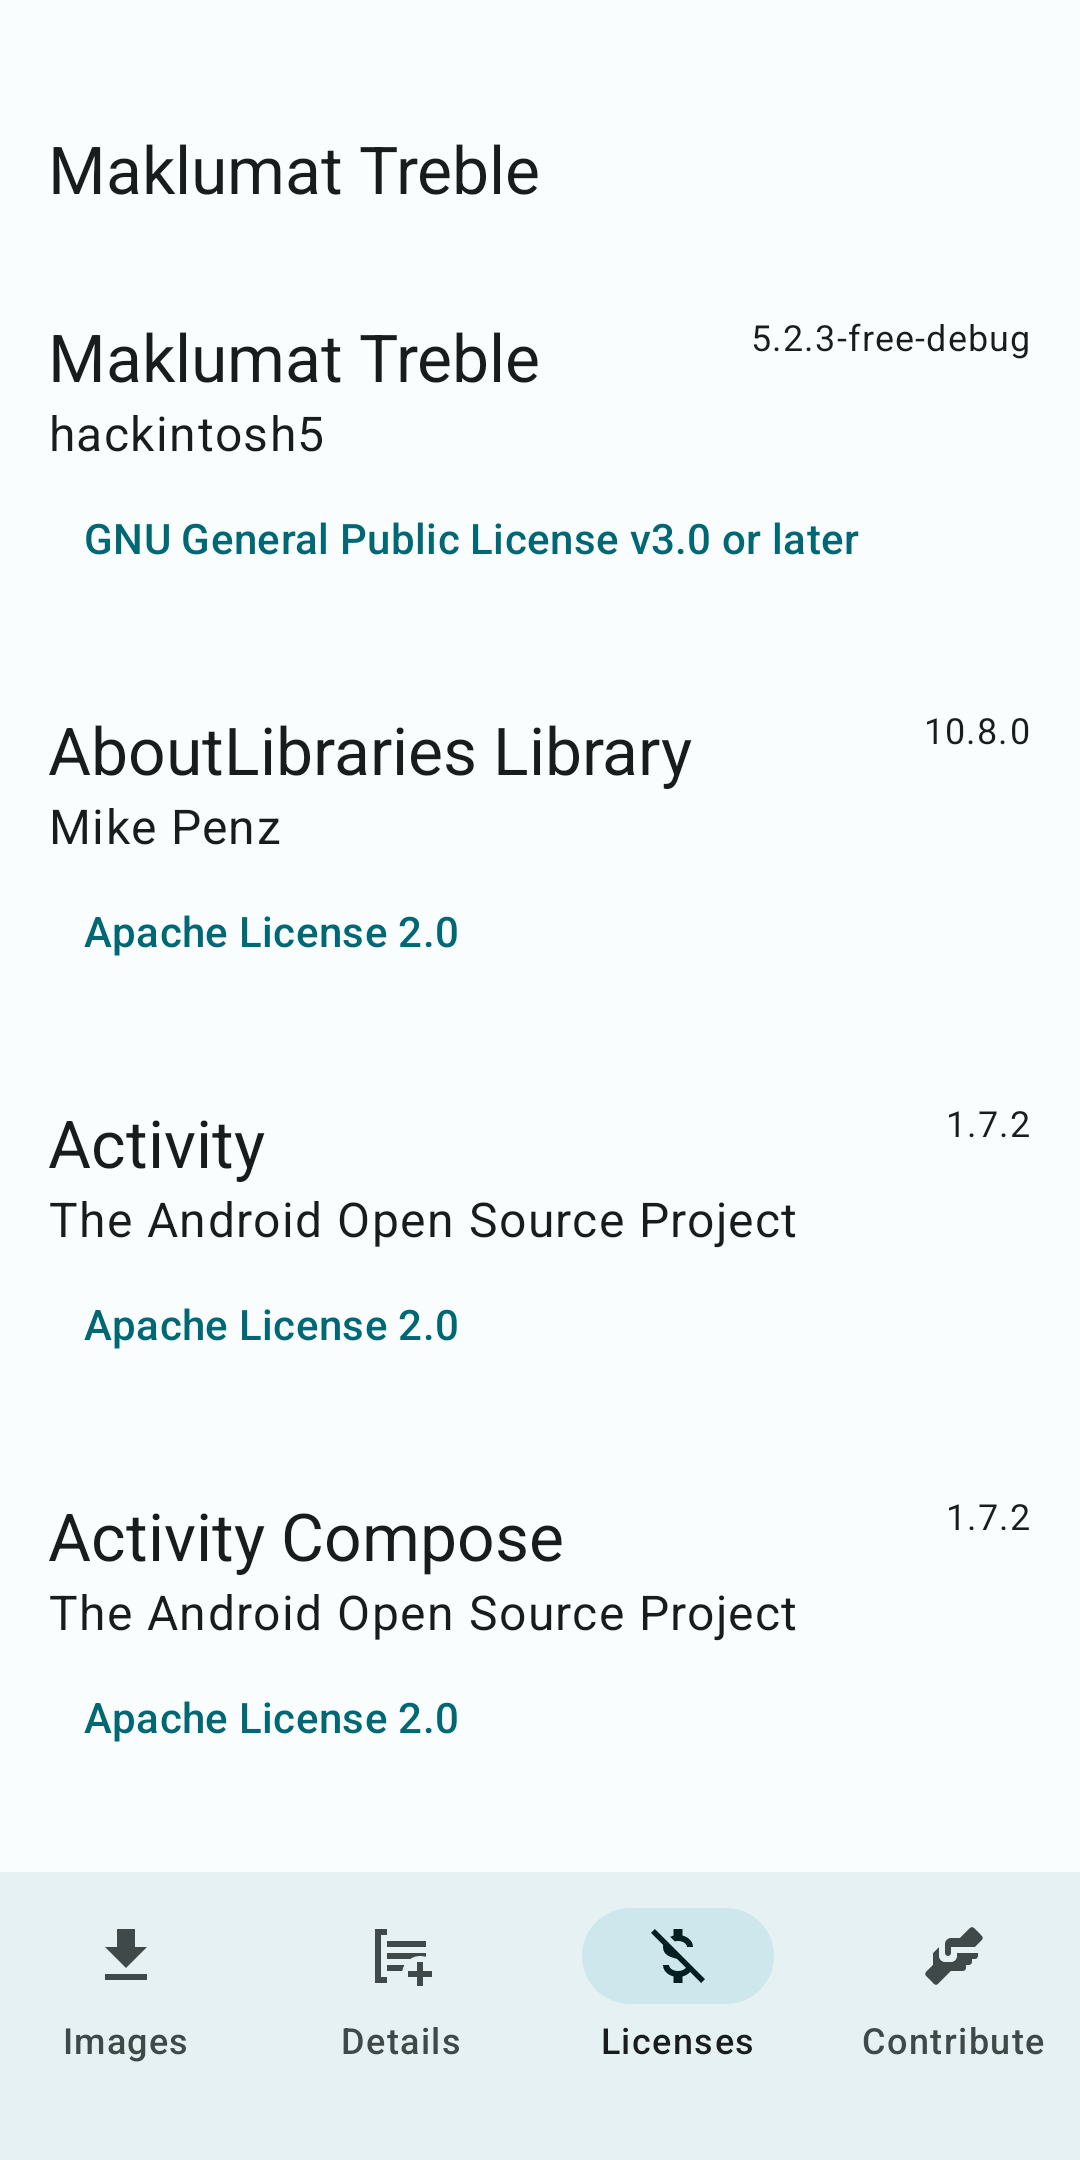 Maklumat Treble
Maklumat Treble
5.2.3-free-debug
hackintosh5
GNU General Public License v3.0 or later
AboutLibraries Library
10.8.0
Mike Penz
Apache License 2.0
Activity
1.7.2
The Android Open Source Project
Apache License 2.0
Activity Compose
1.7.2
The Android Open Source Project
Apache License 2.0
Images
Details
Licenses
Contribute